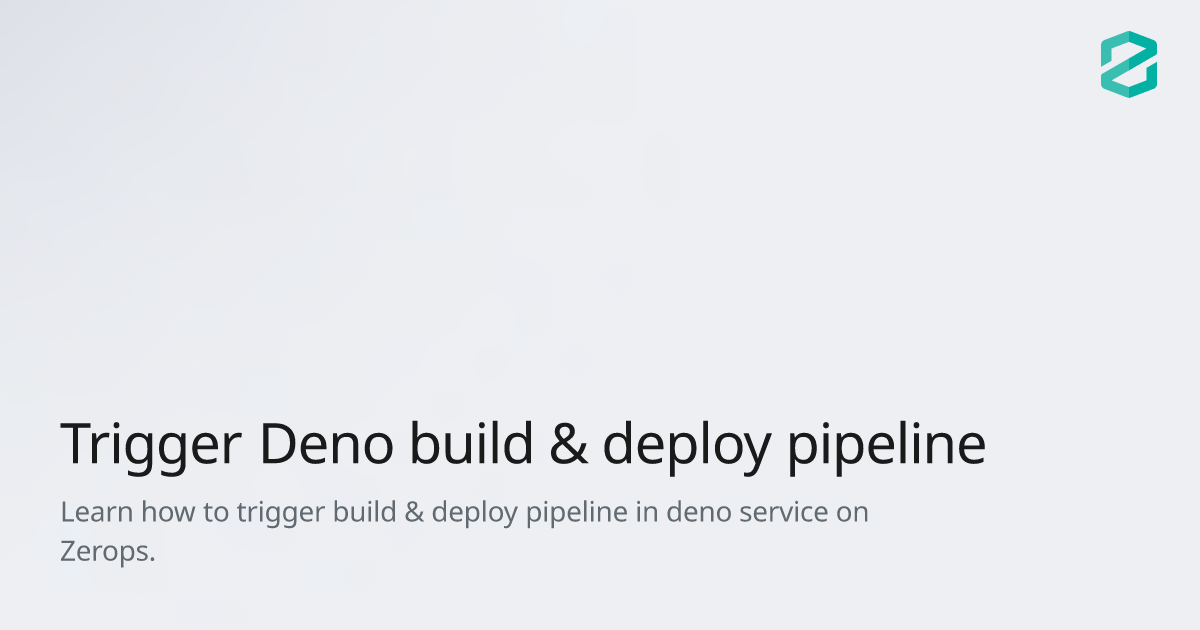 Trigger Deno build & deploy pipeline
Learn how to trigger build & deploy pipeline in deno service on
Zerops.